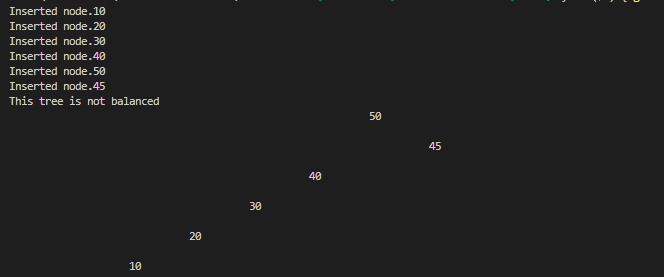 Inserted node.10
Inserted node.20
Inserted node.30
Inserted node.40
Inserted node.50
Inserted node.45
This tree is not balanced
50
45
40
30
20
10